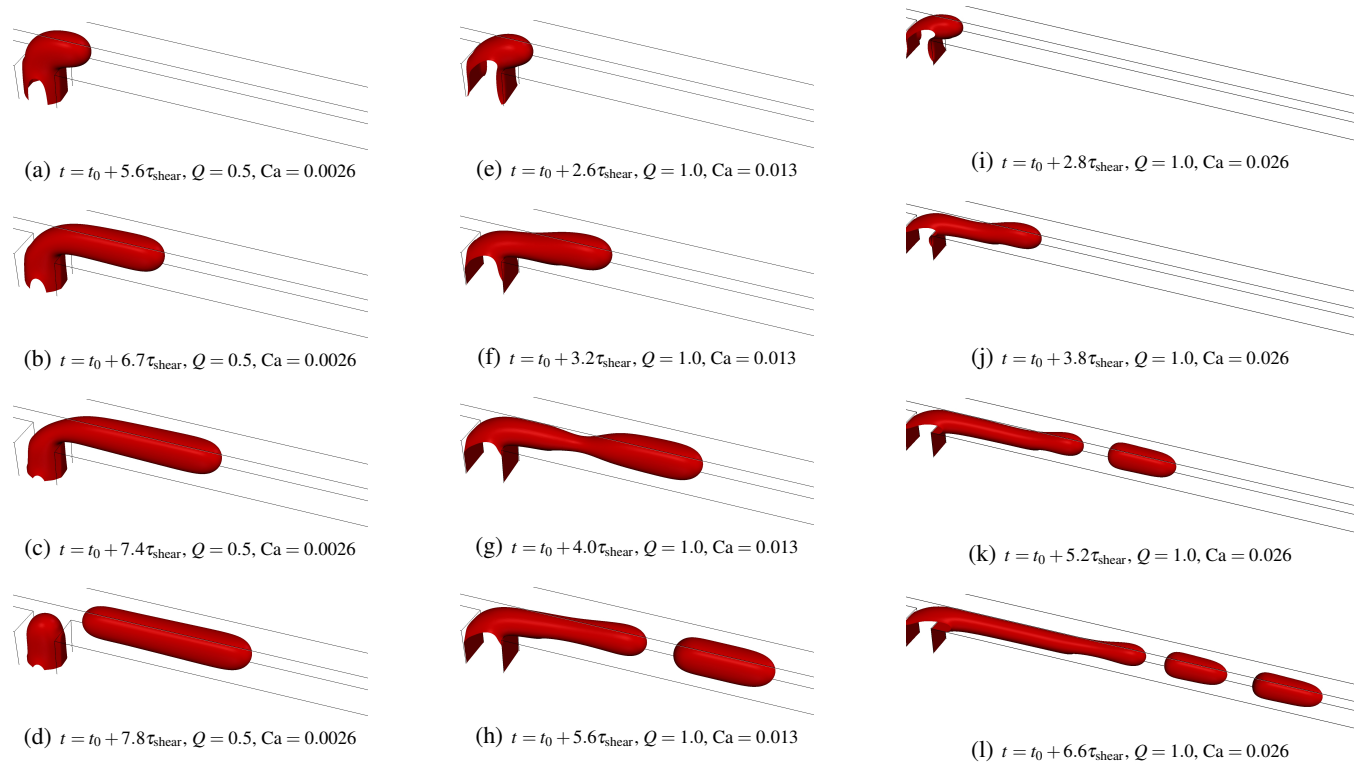 (a) t = t₀ + 5.6τ_shear, Q = 0.5, Ca = 0.0026
(e) t = t₀ + 2.6τ_shear, Q = 1.0, Ca = 0.013
(i) t = t₀ + 2.8τ_shear, Q = 1.0, Ca = 0.026
(b) t = t₀ + 6.7τ_shear, Q = 0.5, Ca = 0.0026
(f) t = t₀ + 3.2τ_shear, Q = 1.0, Ca = 0.013
(j) t = t₀ + 3.8τ_shear, Q = 1.0, Ca = 0.026
(c) t = t₀ + 7.4τ_shear, Q = 0.5, Ca = 0.0026
(g) t = t₀ + 4.0τ_shear, Q = 1.0, Ca = 0.013
(k) t = t₀ + 5.2τ_shear, Q = 1.0, Ca = 0.026
(d) t = t₀ + 7.8τ_shear, Q = 0.5, Ca = 0.0026
(h) t = t₀ + 5.6τ_shear, Q = 1.0, Ca = 0.013
(l) t = t₀ + 6.6τ_shear, Q = 1.0, Ca = 0.026